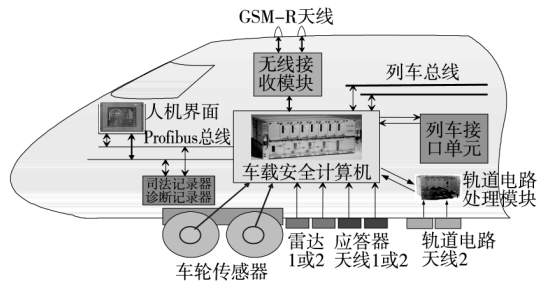 GSM-R天线
无线接
收模块
列车总线
人机界面
Profibus总线
列车接
口单元
车载安全计算机
司法记录器
诊断记录器
轨道电路
处理模块
雷达
1或2
应答器
天线1或2
轨道电路
天线2
车轮传感器